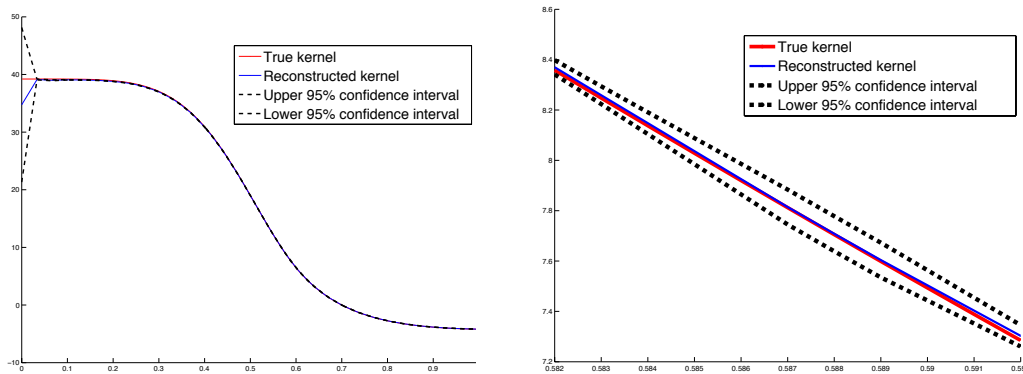 50
40
30
20
10
0
−10
0 0.1 0.2 0.3 0.4 0.5 0.6 0.7 0.8 0.9
True kernel
Reconstructed kernel
Upper 95% confidence interval
Lower 95% confidence interval
8.6
8.4
8.2
8
7.8
7.6
7.4
7.2
0.582 0.583 0.584 0.585 0.586 0.587 0.588 0.589 0.59 0.591 0.59
True kernel
Reconstructed kernel
Upper 95% confidence interval
Lower 95% confidence interval